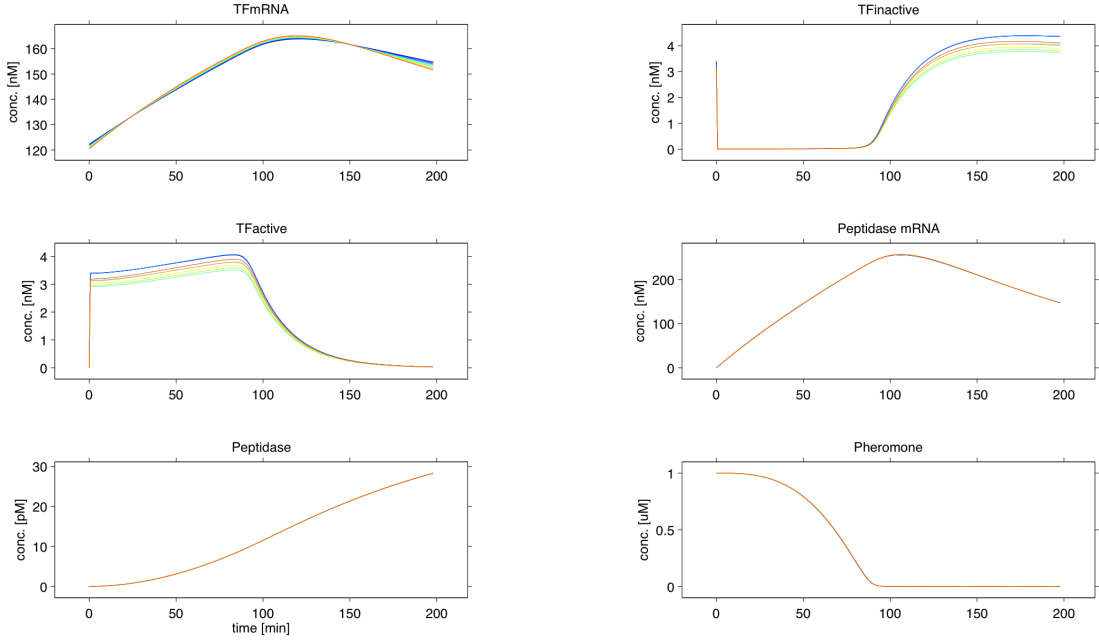 TFmRNA
conc. [nM]
160
150
140
130
120
0 50 100 150 200
TFinactive
conc. [nM]
4
3
2
1
0
0 50 100 150 200
TFactive
conc. [nM]
4
3
2
1
0
0 50 100 150 200
Peptidase mRNA
conc. [nM]
200
100
0
0 50 100 150 200
Peptidase
conc. [pM]
30
20
10
0
0 50 100 150 200
time [min]
Pheromone
conc. [uM]
1
0.5
0
0 50 100 150 200